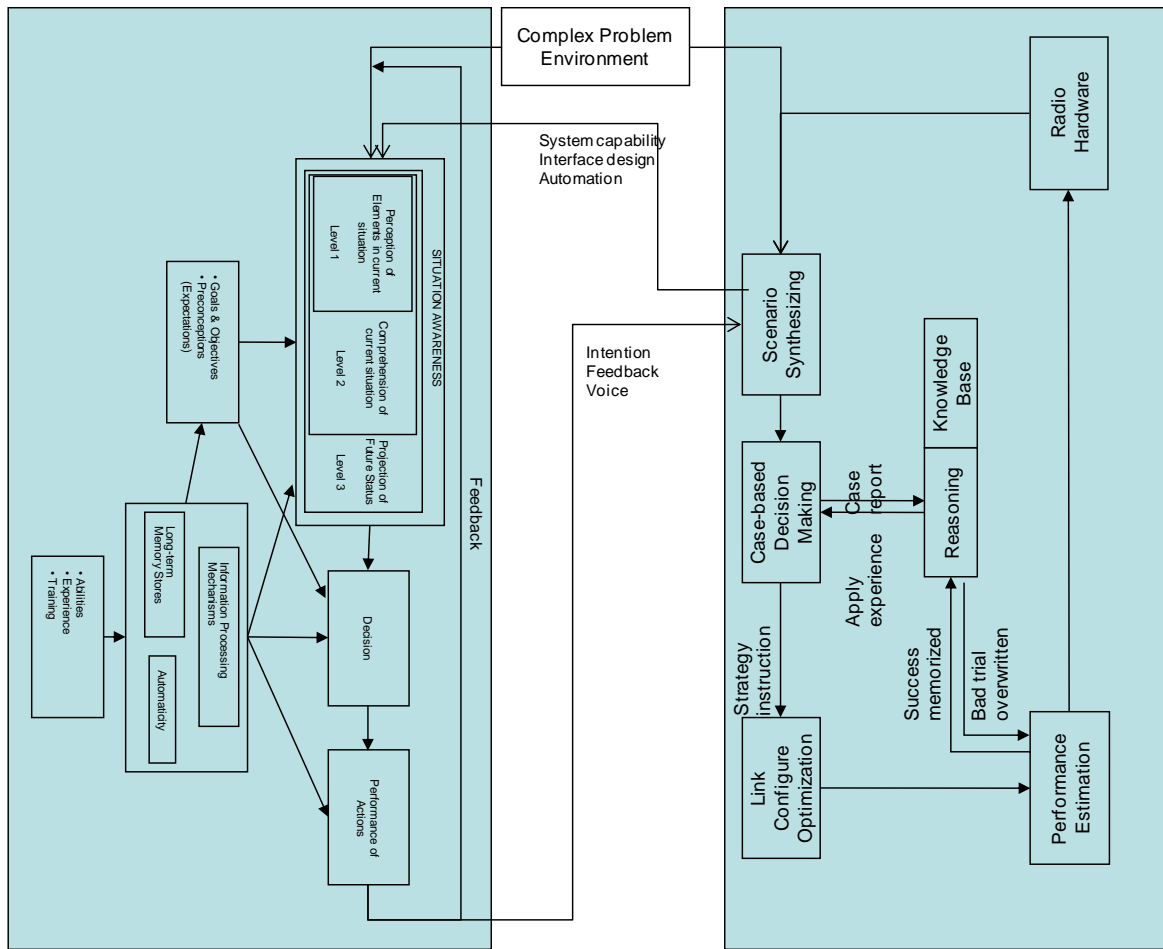 Complex Problem
Environment
System capability
Interface design
Automation
Intention
Feedback
Voice
Feedback
SITUATION AWARENESS
Perception of
Elements in current
situation
Level 1
Comprehension of
current situation
Level 2
Projection of
Future Status
Level 3
• Goals & Objectives
• Preconceptions
(Expectations)
Information Processing
Mechanisms
Long-term
Memory Stores
Automaticity
• Abilities
• Experience
• Training
Decision
Performance of
Actions
Radio
Hardware
Scenario
Synthesizing
Knowledge
Base
Reasoning
Case-based
Decision
Making
Case
report
Apply
experience
Strategy
instruction
Success
memorized
Bad trial
overwritten
Link
Configure
Optimization
Performance
Estimation